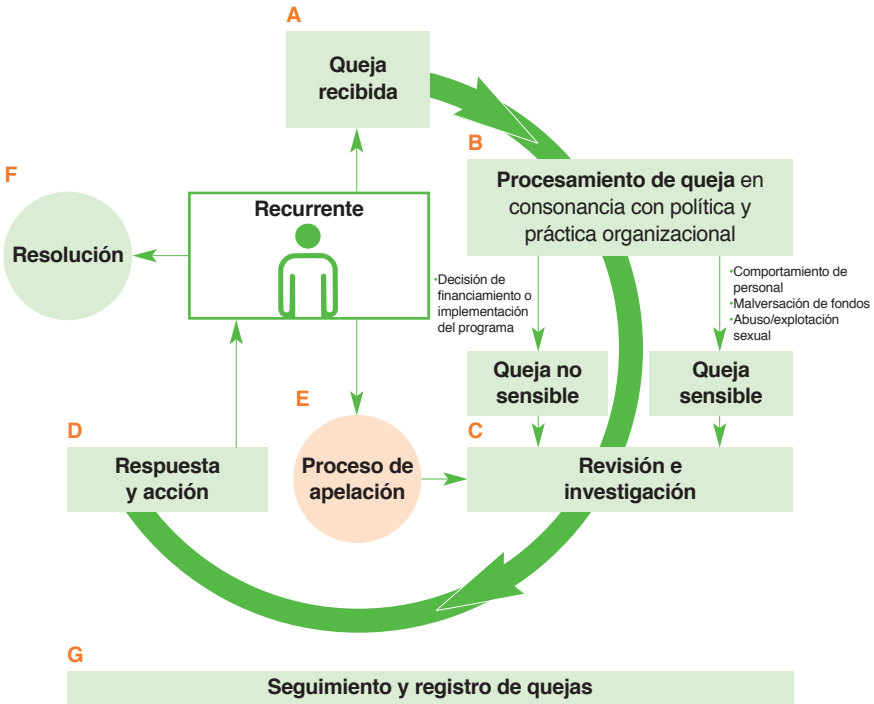 A
Queja
recibida
B
Procesamiento de queja en
consonancia con política y
práctica organizacional
F
Resolución
Recurrente
•Decisión de
financiamiento o
implementación
del programa
•Comportamiento de
personal
•Malversación de fondos
•Abuso/explotación
sexual
Queja no
sensible
Queja
sensible
E
Proceso de
apelación
D
Respuesta
y acción
C
Revisión e
investigación
G
Seguimiento y registro de quejas